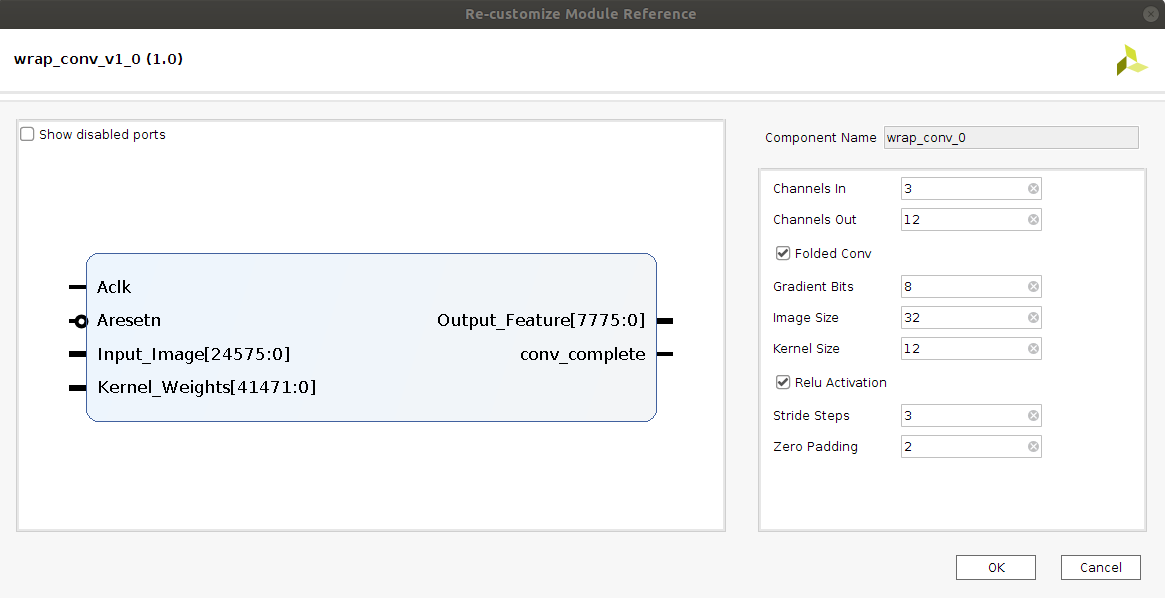 Re-customize Module Reference
wrap_conv_v1_0 (1.0)
Show disabled ports
Aclk
Aresetn
Input_Image[24575:0]
Kernel_Weights[41471:0]
Output_Feature[7775:0]
conv_complete
Component Name wrap_conv_0
Channels In 3
Channels Out 12
Folded Conv
Gradient Bits 8
Image Size 32
Kernel Size 12
Relu Activation
Stride Steps 3
Zero Padding 2
OK Cancel